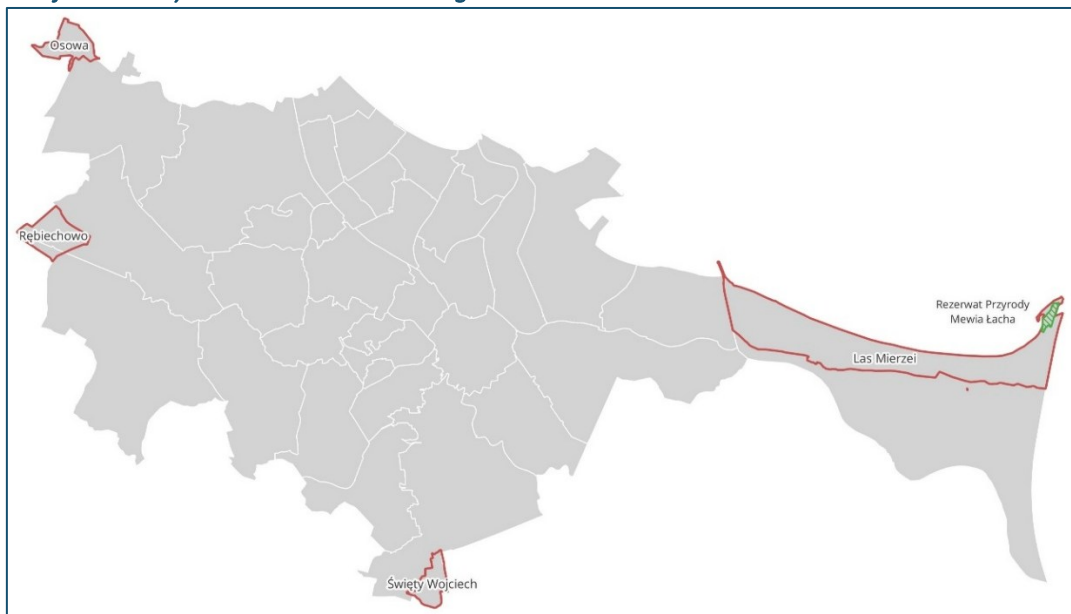 Osowa
Rębiechowo
Rezerwat Przyrody
Mewia Łacha
Las Mierzei
Święty Wojciech